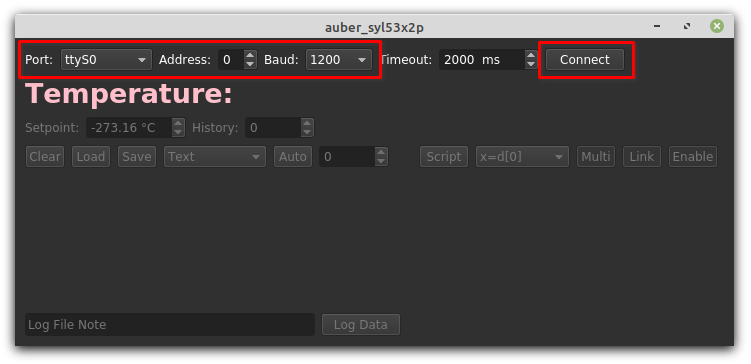 auber_syl53x2p
Port: ttyS0 Address: 0 Baud: 1200 Timeout: 2000 ms Connect
Temperature:
Setpoint: -273.16 °C History: 0
Clear Load Save Text Auto 0 Script x=d[0] Multi Link Enable
Log File Note Log Data